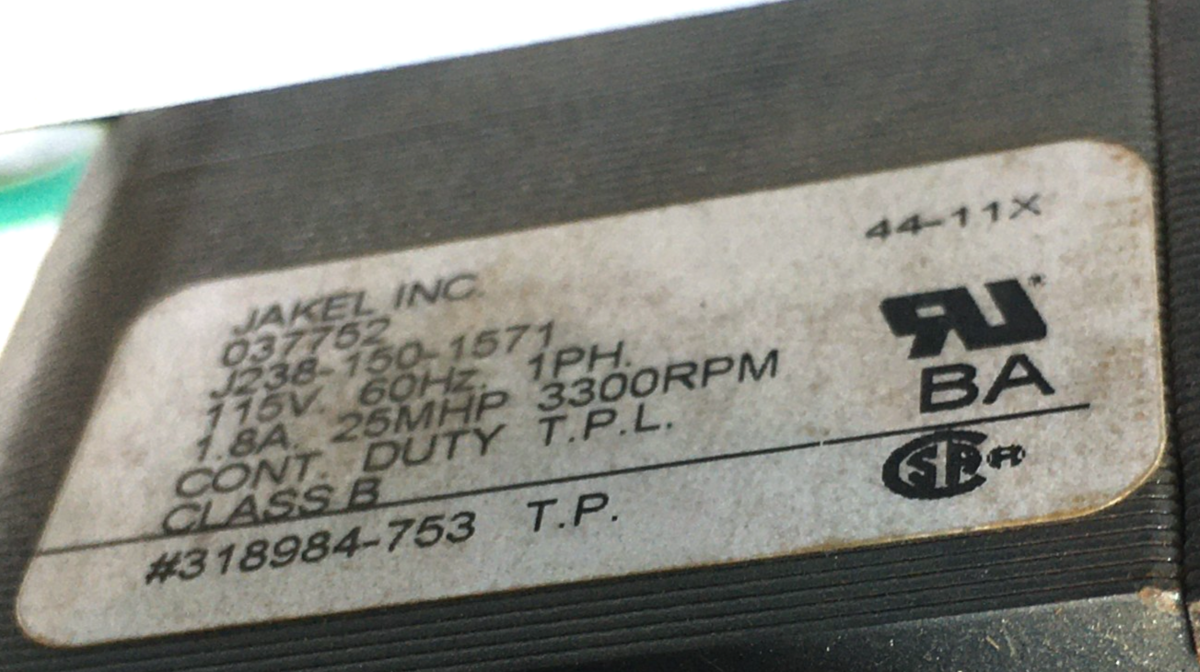 44-11X
JAKEL INC.
037752
J238-150-1571
115V. 60Hz. 1PH.
1.8A. 25MHP 3300RPM
CONT. DUTY T.P.L.
CLASS B
RU
BA
#318984-753 T.P.